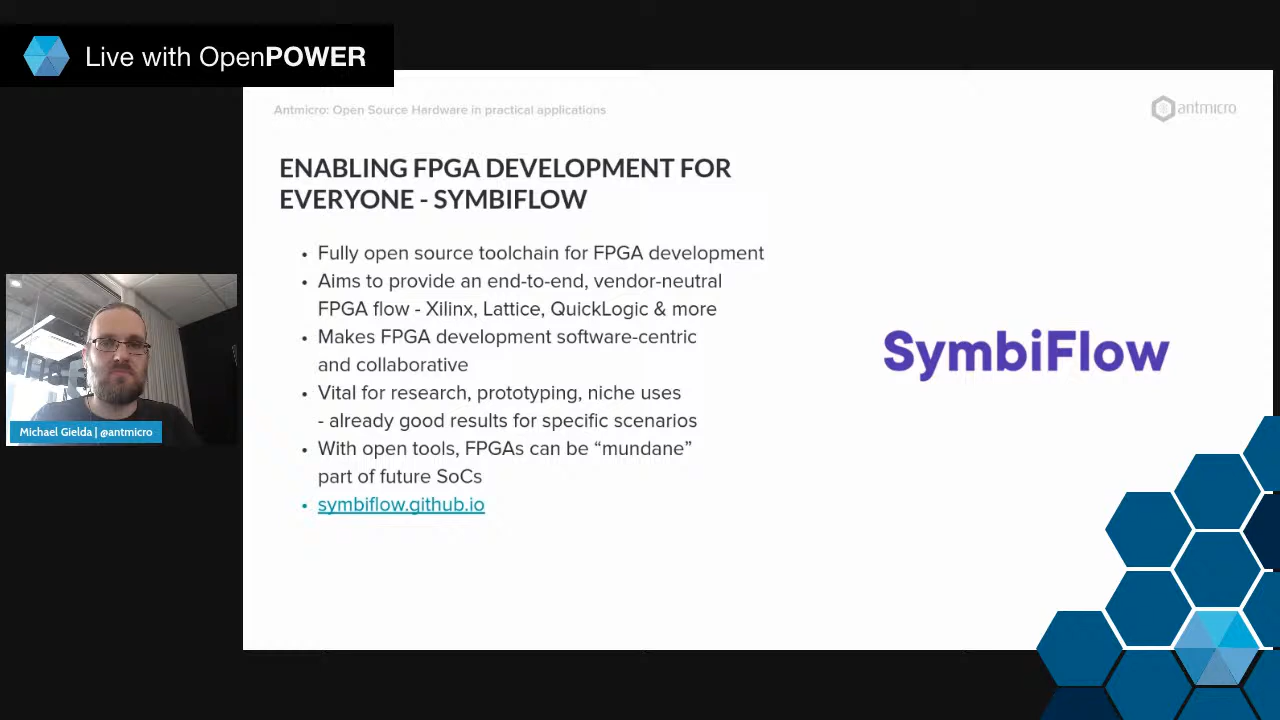 Live with OpenPOWER
Antmicro: Open Source Hardware in practical applications
antmicro
ENABLING FPGA DEVELOPMENT FOR
EVERYONE - SYMBIFLOW
• Fully open source toolchain for FPGA development
• Aims to provide an end-to-end, vendor-neutral
FPGA flow - Xilinx, Lattice, QuickLogic & more
• Makes FPGA development software-centric
and collaborative
• Vital for research, prototyping, niche uses
- already good results for specific scenarios
• With open tools, FPGAs can be “mundane”
part of future SoCs
• symbiflow.github.io
SymbiFlow
Michael Gielda | @antmicro